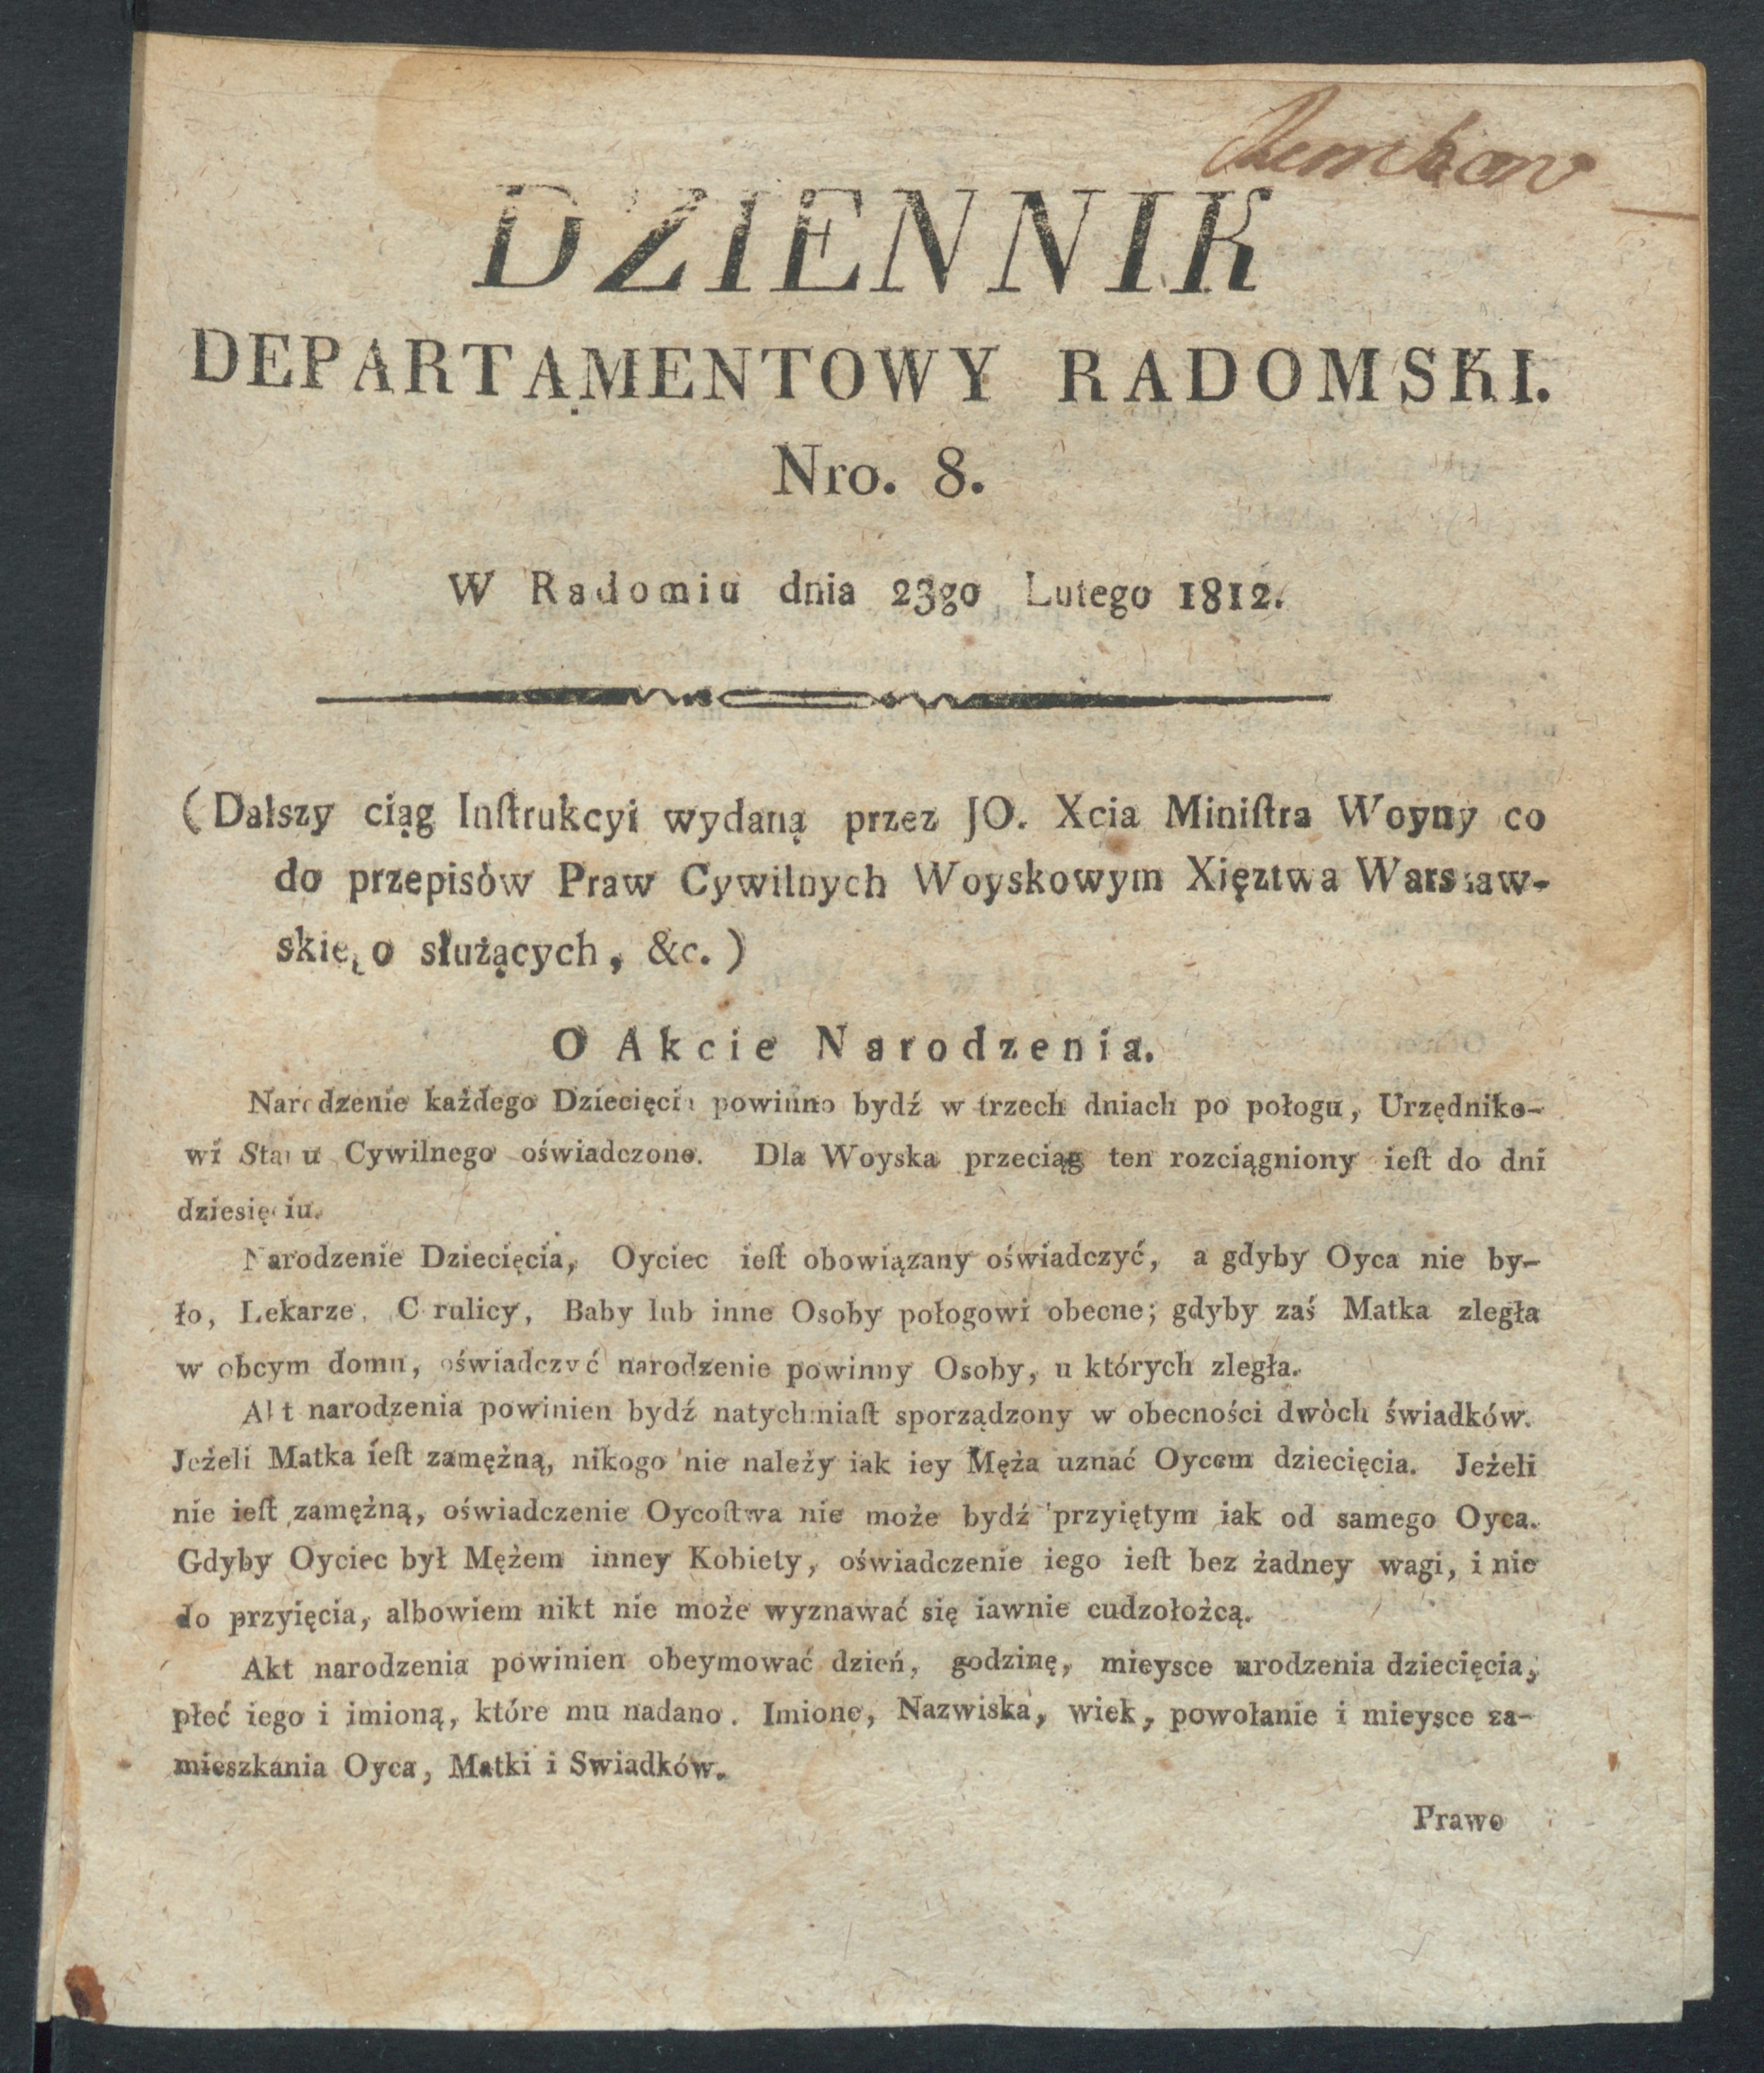 DZIENNIK
DEPARTAMENTOWY RADOMSKI.
Nro. 8.
W Radomiu dnia 23go Lutego 1812.
(Dalszy ciąg Inſtrukcyi wydaną przez JO. Xcia Miniſtra Woyny co
do przepisów Praw Cywilnych Woyskowym Xięztwa Warszaw-
skiego służących, &c.)
O Akcie Narodzenia.
Narodzenie każdego Dziecięcia powinno bydź w trzech dniach po połogu, Urzędniko-
wi Stanu Cywilnego oświadczone. Dla Woyska przeciąg ten rozciągniony ieſt do dni
dziesięciu.
Narodzenie Dziecięcia, Oyciec ieſt obowiązany oświadczyć, a gdyby Oyca nie by-
ło, Lekarze, Cyrulicy, Baby lub inne Osoby połogowi obecne; gdyby zaś Matka zległa
w obcym domu, oświadczyć narodzenie powinny Osoby, u których zległa.
Akt narodzenia powinien bydź natychmiaſt sporządzony w obecności dwòch świadków.
Jeżeli Matka ieſt zamężną, nikogo nie należy iak iey Męża uznać Oycem dziecięcia. Jeżeli
nie ieſt zamężną, oświadczenie Oycoſtwa nie może bydź przyiętym iak od samego Oyca.
Gdyby Oyciec był Mężem inney Kobiety, oświadczenie iego ieſt bez żadney wagi, i nie
do przyięcia, albowiem nikt nie może wyznawać się iawnie cudzołożcą.
Akt narodzenia powinien obeymować dzień, godzinę, mieysce urodzenia dziecięcia,
płeć iego i imioną, które mu nadano. Imione, Nazwiska, wiek, powołanie i mieysce za-
mieszkania Oyca, Matki i Swiadków.
Prawo